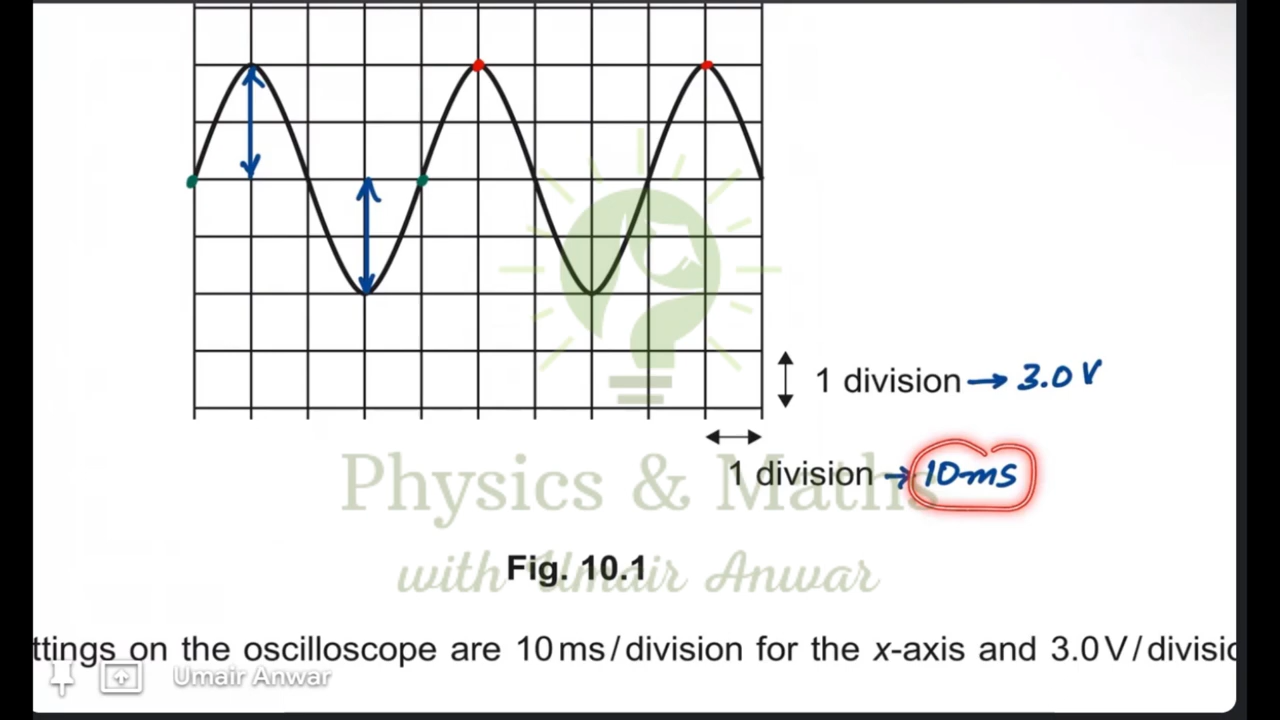 1 division → 3.0 V
1 division → 10ms
Physics & Maths
with Umair Anwar
Fig. 10.1
ttings on the oscilloscope are 10 ms/division for the x-axis and 3.0 V/divisic
Umair Anwar